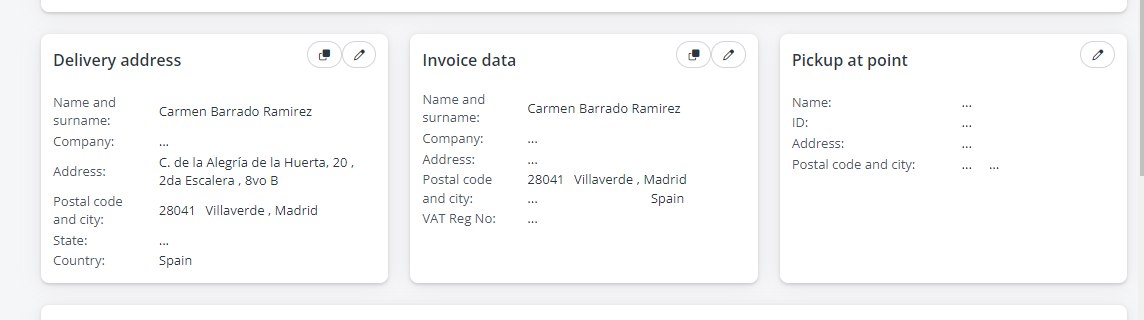 Delivery address
Name and
surname:
Carmen Barrado Ramirez
Company:
...
Address:
C. de la Alegría de la Huerta, 20 ,
2da Escalera , 8vo B
Postal code
and city:
28041 Villaverde , Madrid
State:
...
Country:
Spain
Invoice data
Name and
surname:
Carmen Barrado Ramirez
Company:
...
Address:
...
Postal code
and city:
28041 Villaverde , Madrid
... Spain
VAT Reg No:
...
Pickup at point
Name:
...
ID:
...
Address:
...
Postal code and city:
... ...